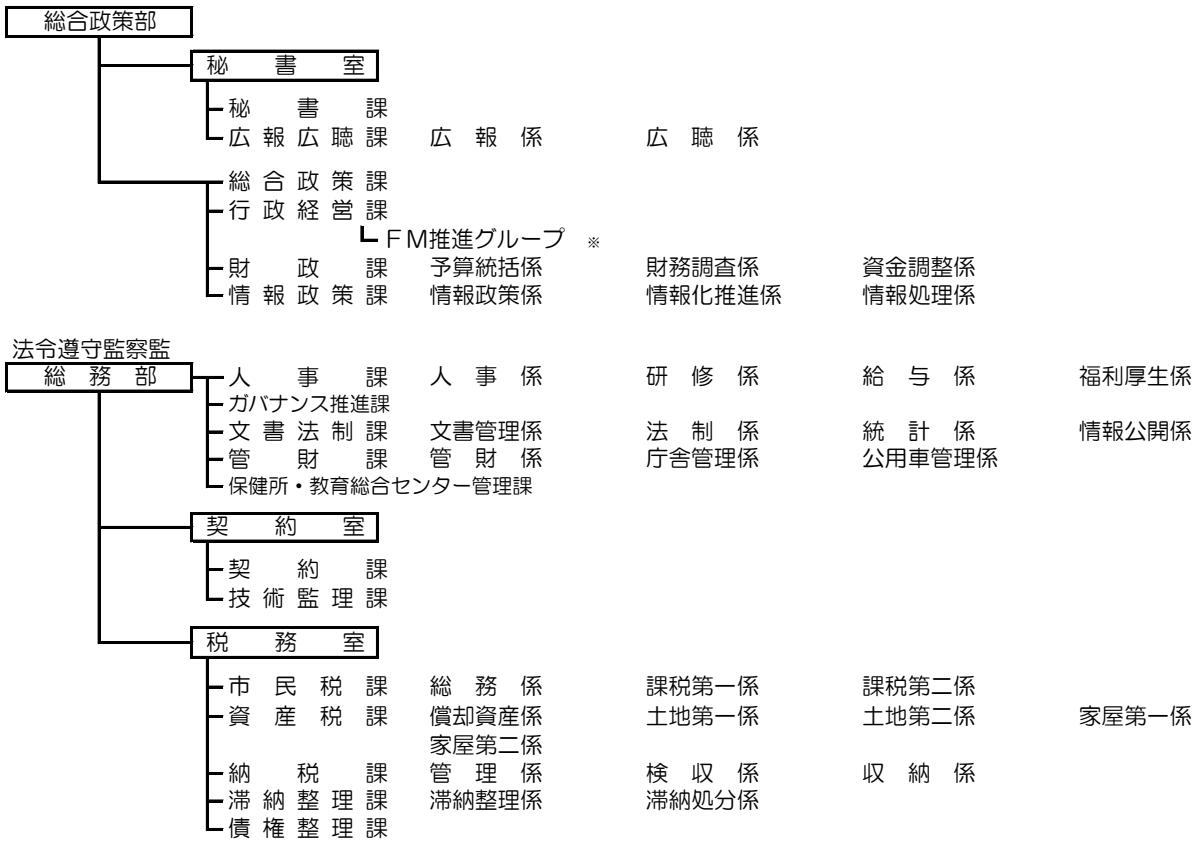 総合政策部
秘書室
秘書課
広報広聴課 広報係 広聴係
総合政策課
行政経営課
ＦＭ推進グループ ※
財政課 予算統括係 財務調査係 資金調整係
情報政策課 情報政策係 情報化推進係 情報処理係
法令遵守監察監
総務部 人事課 人事係 研修係 給与係 福利厚生係
ガバナンス推進課
文書法制課 文書管理係 法制係 統計係 情報公開係
管財課 管財係 庁舎管理係 公用車管理係
保健所・教育総合センター管理課
契約室
契約課
技術監理課
税務室
市民税課 総務係 課税第一係 課税第二係
資産税課 償却資産係 土地第一係 土地第二係 家屋第一係
家屋第二係
納税課 管理係 検収係 収納係
滞納整理課 滞納整理係 滞納処分係
債権整理課